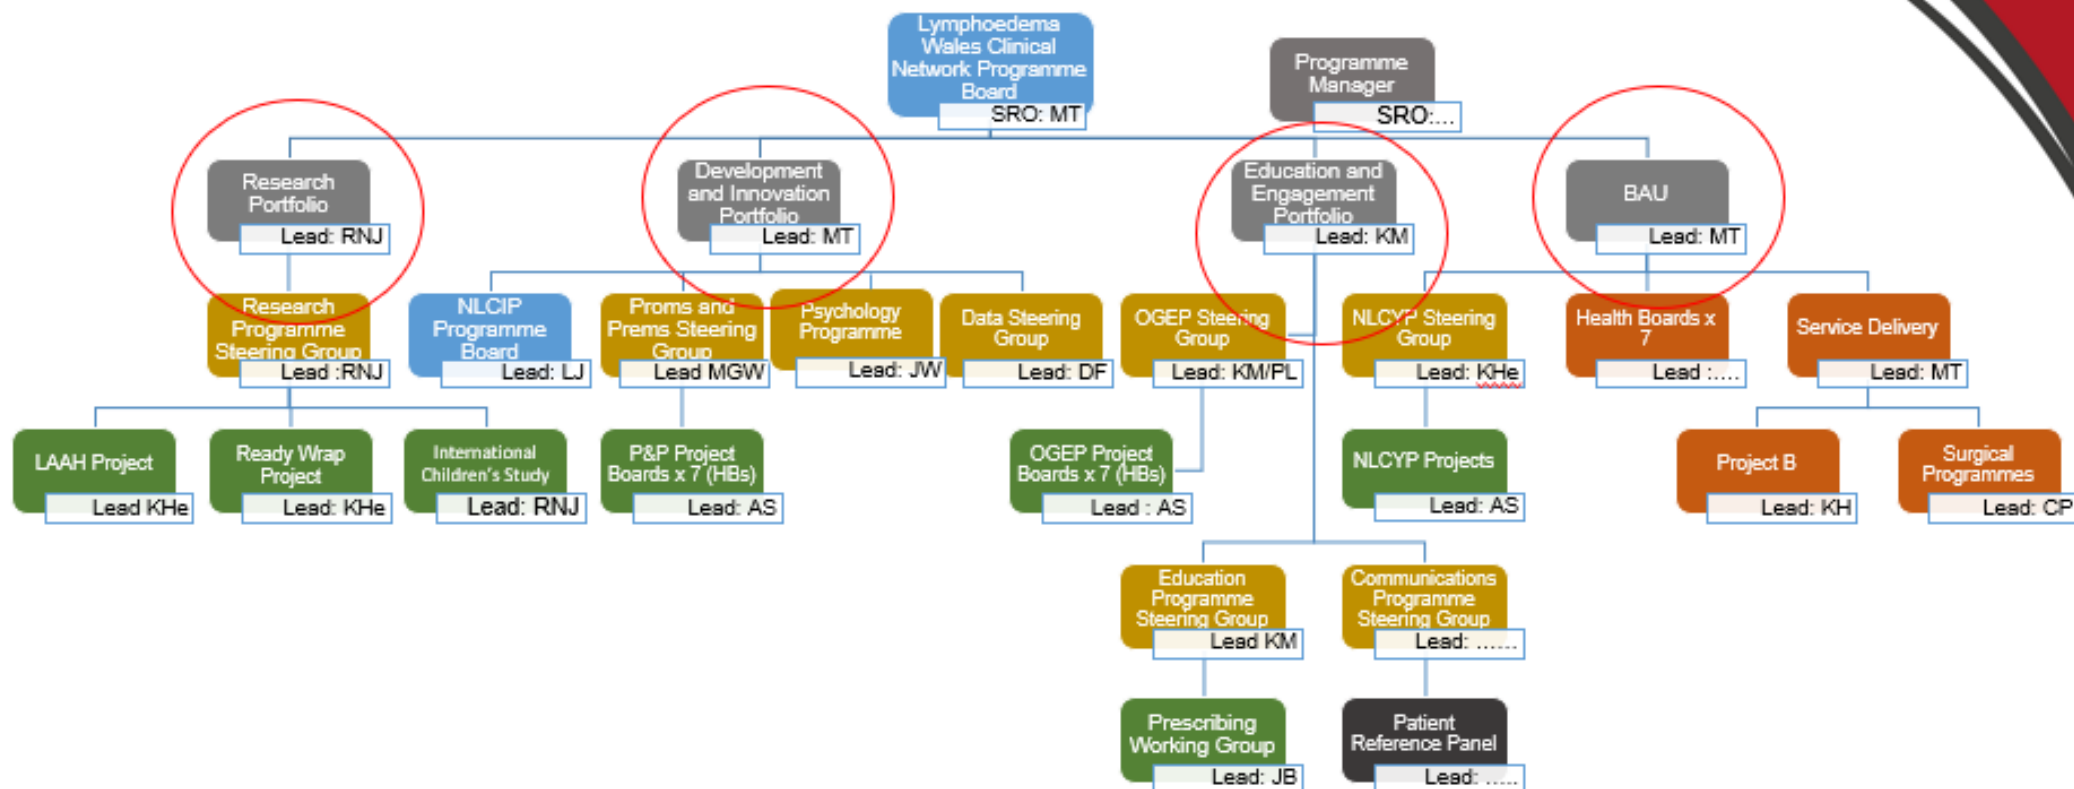 Lymphoedema
Wales Clinical
Network Programme
Board
SRO: MT
Programme
Manager
SRO:...
Research
Portfolio
Lead: RNJ
Development
and Innovation
Portfolio
Lead: MT
Education and
Engagement
Portfolio
Lead: KM
BAU
Lead: MT
Research
Programme
Steering Group
Lead :RNJ
NLCIP
Programme
Board
Lead: LJ
Proms and
Prems Steering
Group
Lead MGW
Psychology
Programme
Lead: JW
Data Steering
Group
Lead: DF
OGEP Steering
Group
Lead: KM/PL
NLCYP Steering
Group
Lead: KHe
Health Boards x
7
Lead :....
Service Delivery
Lead: MT
LAAH Project
Lead KHe
Ready Wrap
Project
Lead: KHe
International
Children's Study
Lead: RNJ
P&P Project
Boards x 7 (HBs)
Lead: AS
OGEP Project
Boards x 7 (HBs)
Lead : AS
NLCYP Projects
Lead: AS
Project B
Lead: KH
Surgical
Programmes
Lead: CP
Education
Programme
Steering Group
Lead KM
Communications
Programme
Steering Group
Lead: ......
Prescribing
Working Group
Lead: JB
Patient
Reference Panel
Lead: .....